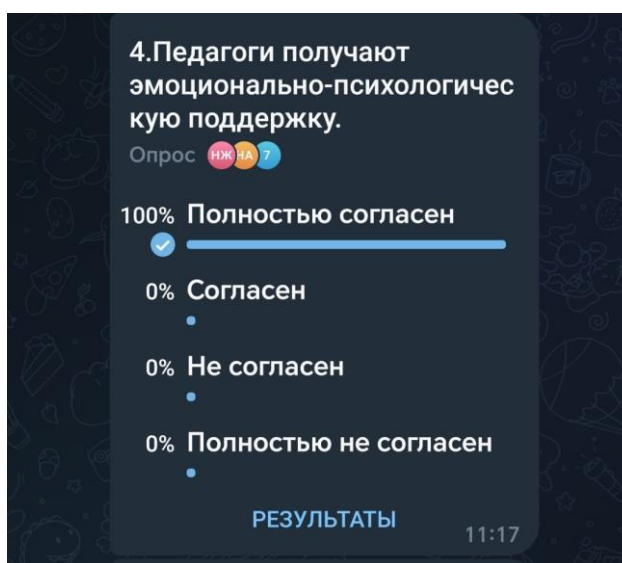 4.Педагоги получают
эмоционально-психологичес
кую поддержку.
Опрос НЖ НА 7
100% Полностью согласен
0% Согласен
0% Не согласен
0% Полностью не согласен
РЕЗУЛЬТАТЫ
11:17